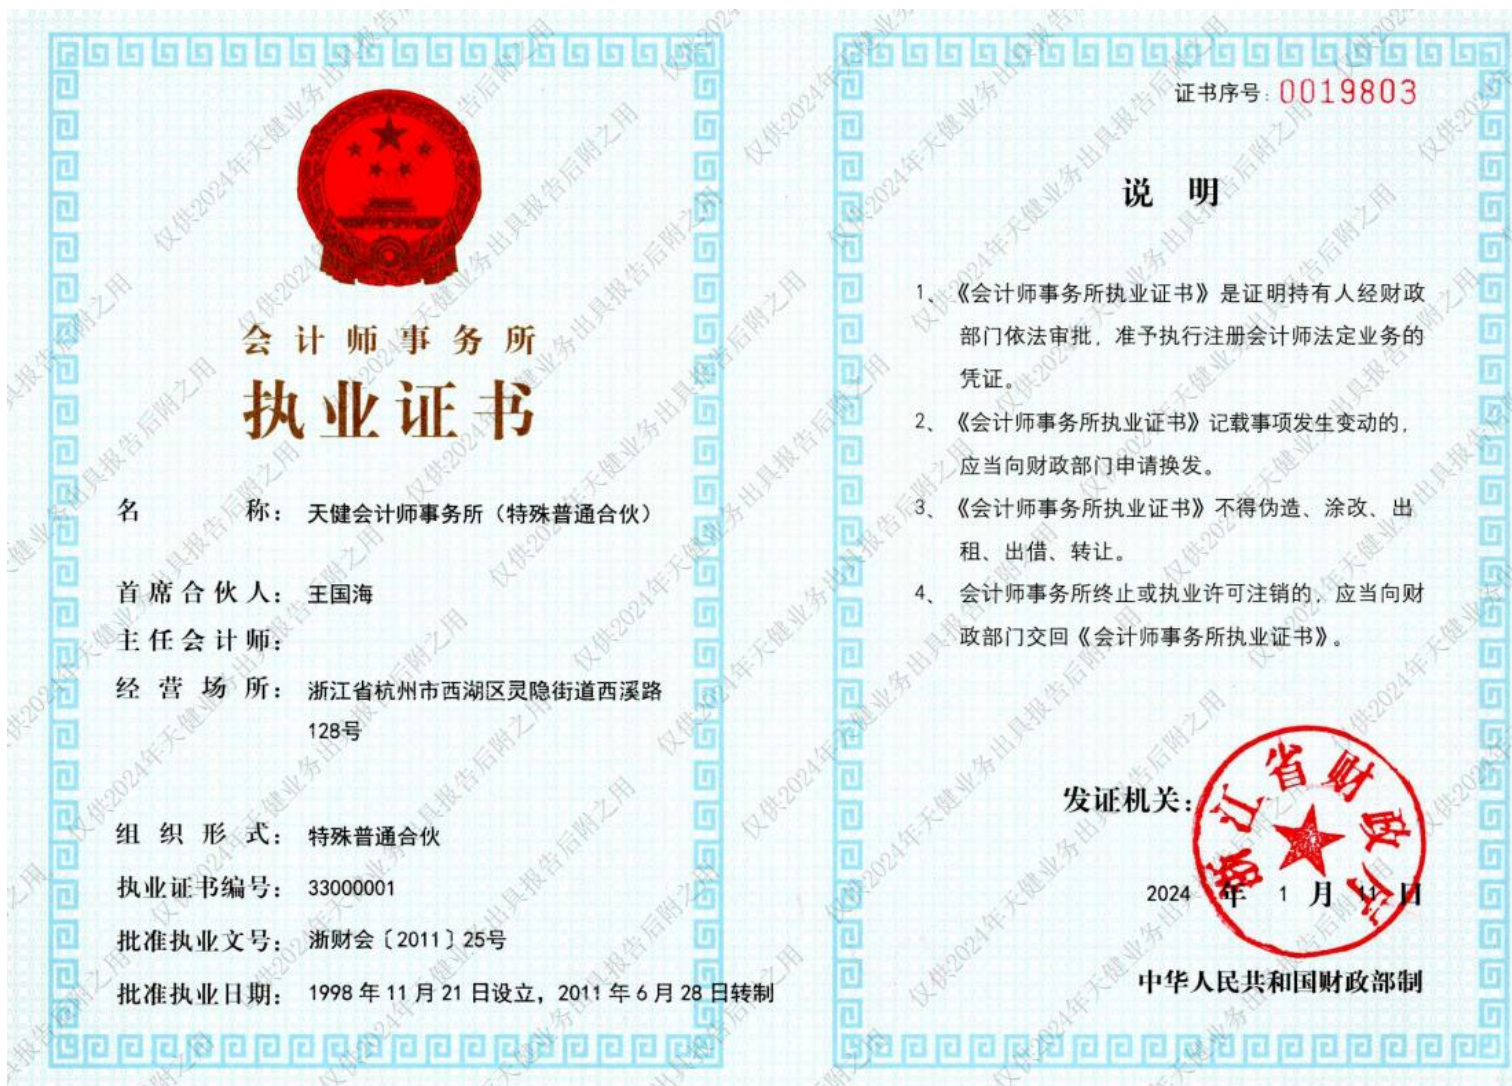 会计师事务所
执业证书
名 称： 天健会计师事务所（特殊普通合伙）
首席合伙人： 王国海
主任会计师：
经营场所： 浙江省杭州市西湖区灵隐街道西溪路
128号
组织形式： 特殊普通合伙
执业证书编号： 33000001
批准执业文号： 浙财会〔2011〕25号
批准执业日期： 1998年11月21日设立，2011年6月28日转制
证书序号：0019803
说 明
1、《会计师事务所执业证书》是证明持有人经财政
部门依法审批，准予执行注册会计师法定业务的
凭证。
2、《会计师事务所执业证书》记载事项发生变动的，
应当向财政部门申请换发。
3、《会计师事务所执业证书》不得伪造、涂改、出
租、出借、转让。
4、 会计师事务所终止或执业许可注销的，应当向财
政部门交回《会计师事务所执业证书》。
发证机关：
浙江省财政厅
2024 年 1 月 11 日
中华人民共和国财政部制
仅供2024年天健业务出具报告后附之用